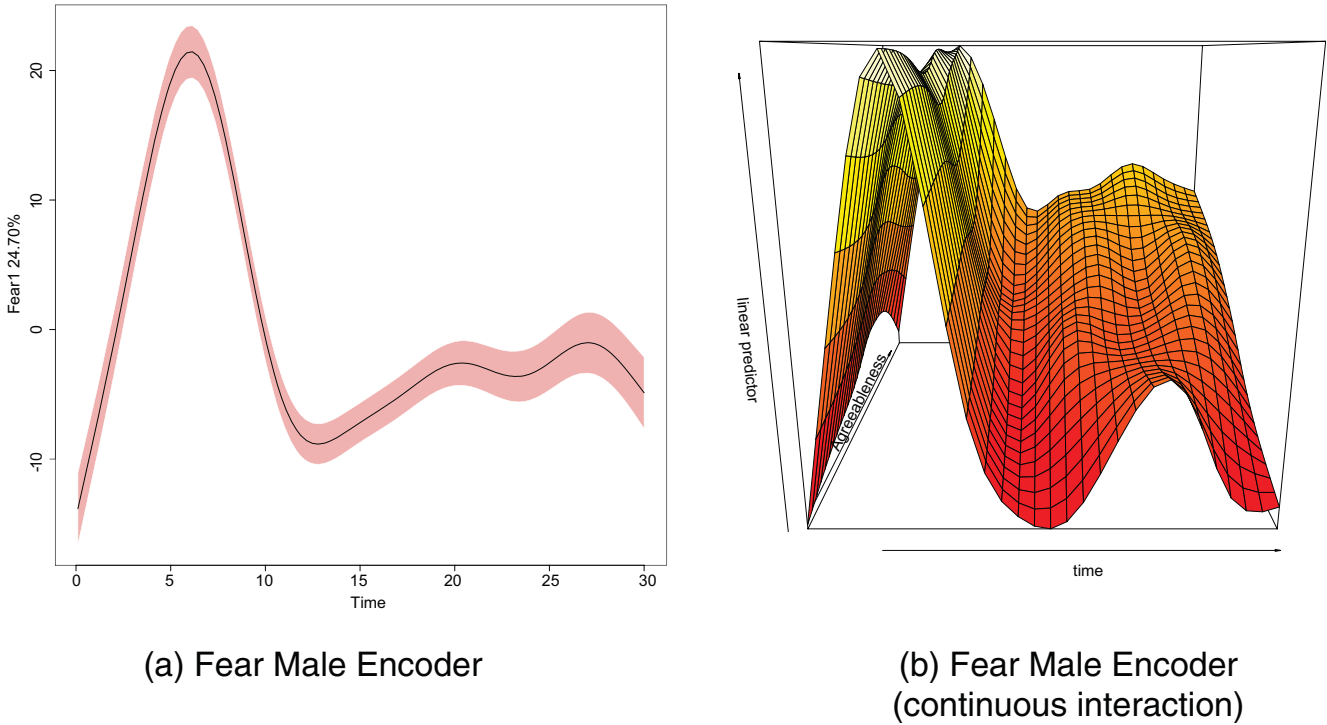 20
10
0
-10
Fear1 24.70%
0 5 10 15 20 25 30
Time
(a) Fear Male Encoder
linear predictor
Agreeableness
time
(b) Fear Male Encoder
(continuous interaction)